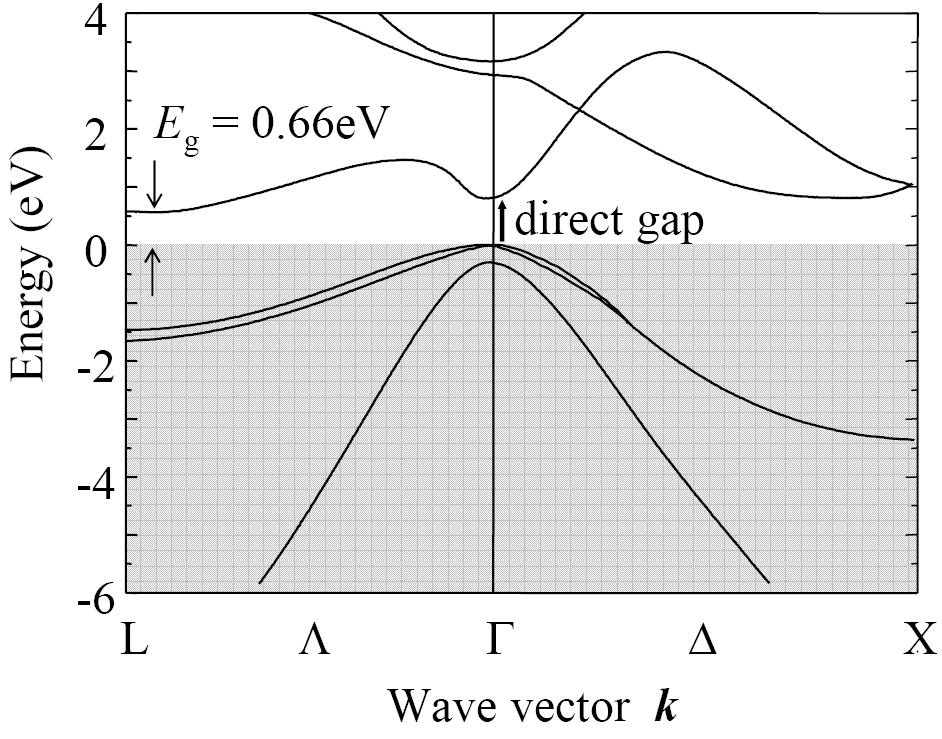 4
E_g = 0.66eV
2
direct gap
0
-2
-4
-6
Energy (eV)
L Λ Γ Δ X
Wave vector k